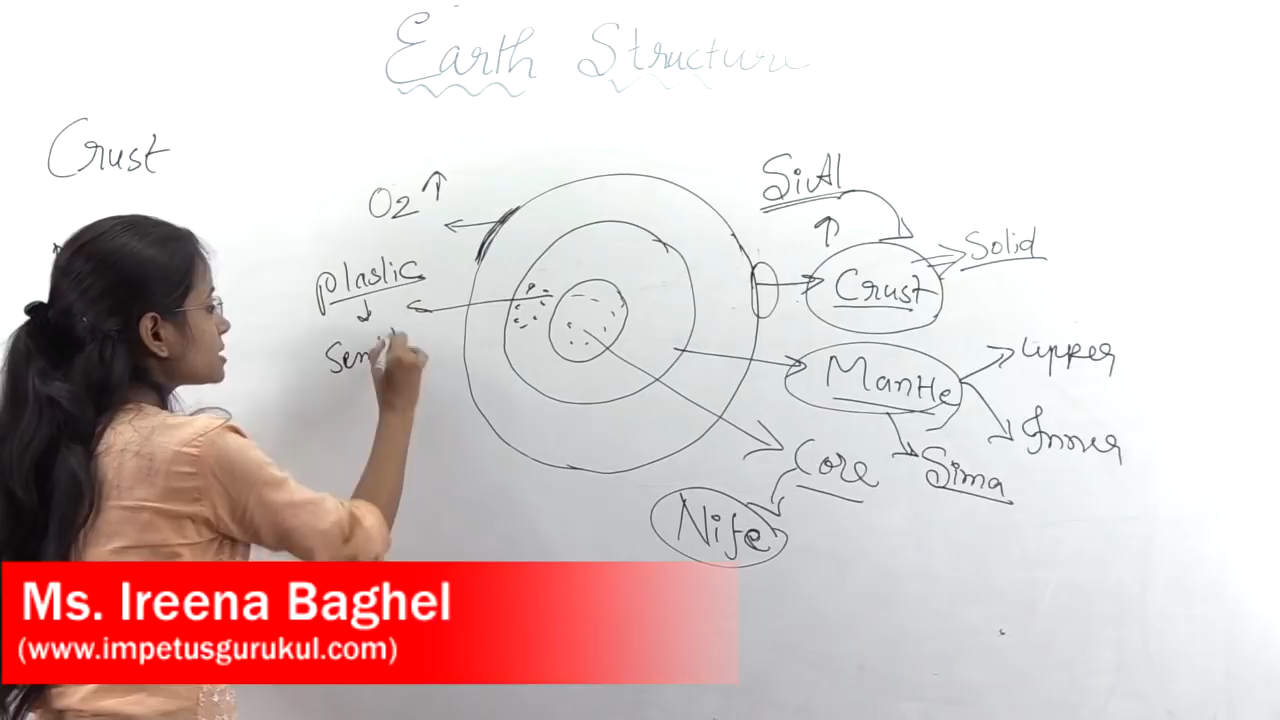 Earth Structure
Crust
O2 ↑
plastic
SiAl
↑
Crust
Solid
Mantle
Upper
Inner
Sima
Core
Nife
Ms. Ireena Baghel
(www.impetusgurukul.com)